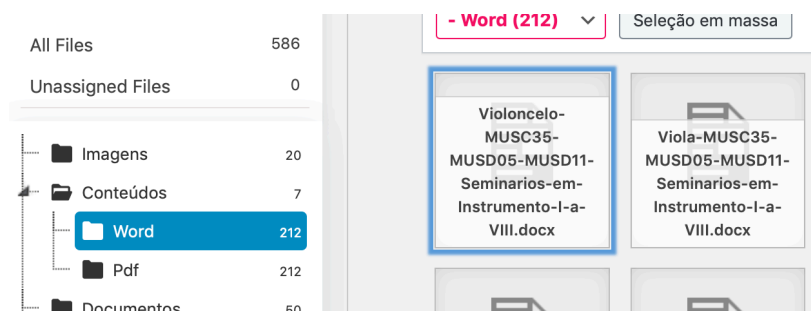 All Files 586
Unassigned Files 0
Imagens 20
Conteúdos 7
Word 212
Pdf 212
Documentos 50
- Word (212)
Seleção em massa
Violoncelo-
MUSC35-
MUSD05-MUSD11-
Seminarios-em-
Instrumento-I-a-
VIII.docx
Viola-MUSC35-
MUSD05-MUSD11-
Seminarios-em-
Instrumento-I-a-
VIII.docx